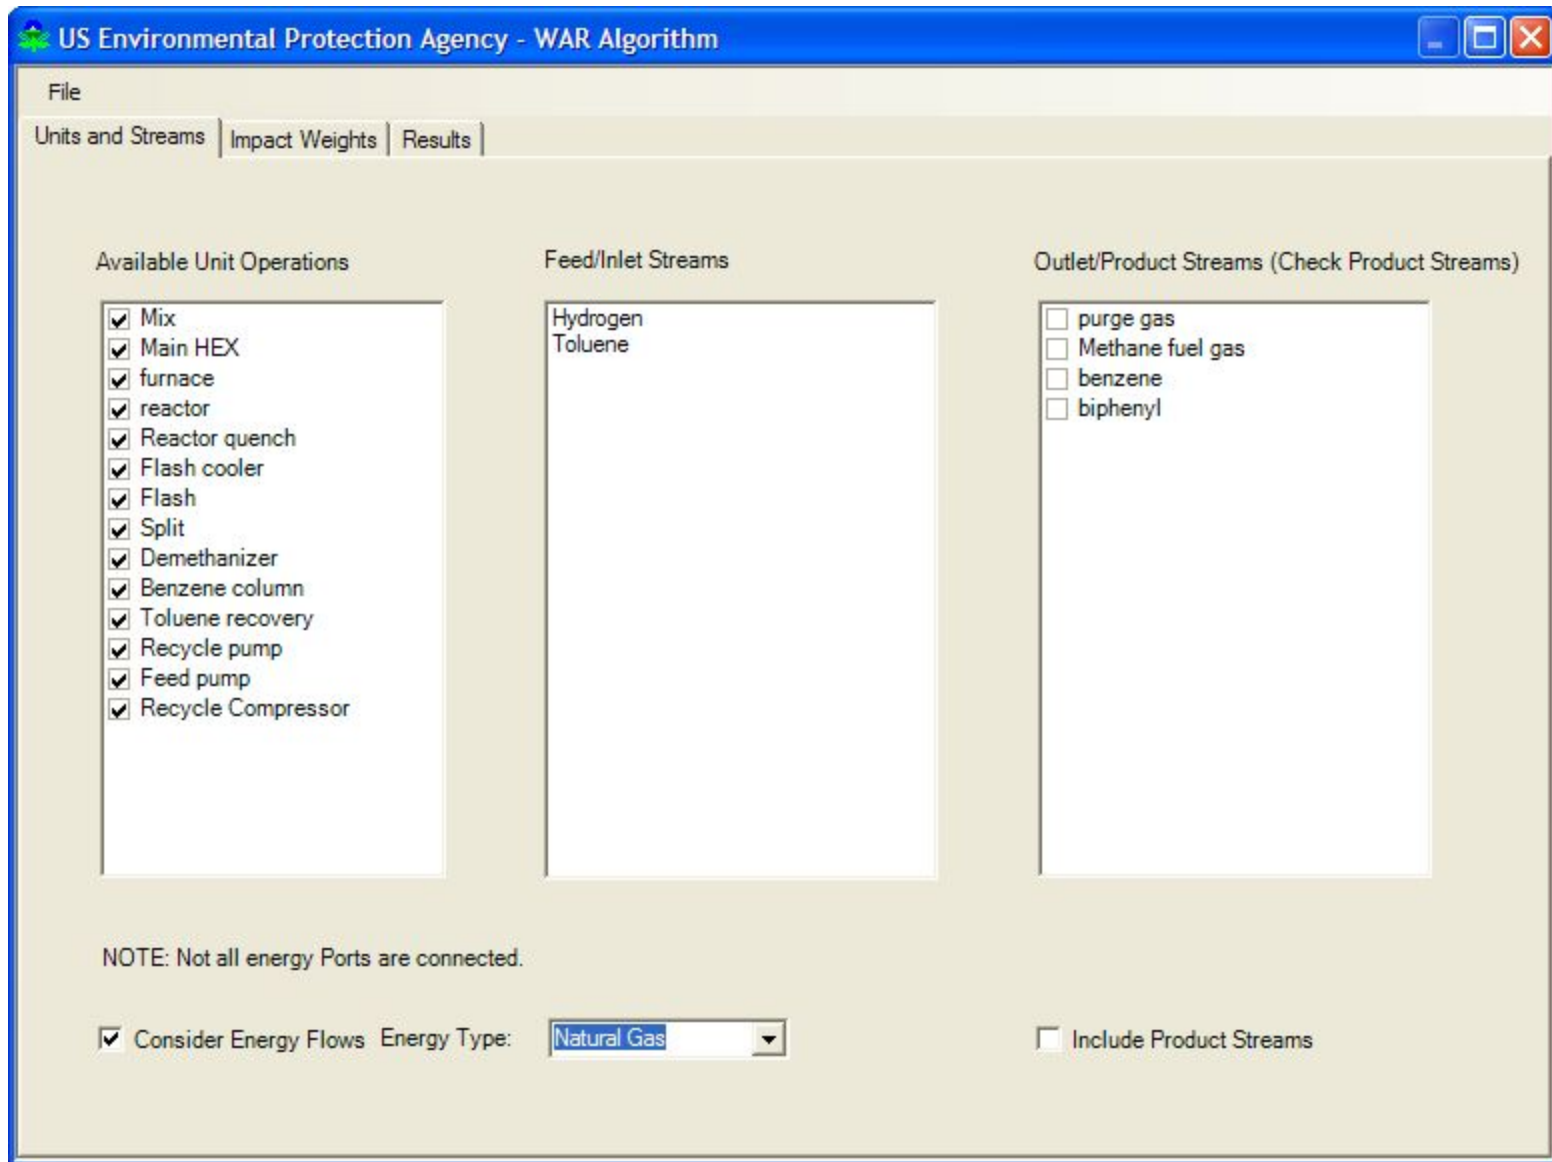 US Environmental Protection Agency - WAR Algorithm
File
Units and Streams
Impact Weights
Results
Available Unit Operations
Mix
Main HEX
furnace
reactor
Reactor quench
Flash cooler
Flash
Split
Demethanizer
Benzene column
Toluene recovery
Recycle pump
Feed pump
Recycle Compressor
Feed/Inlet Streams
Hydrogen
Toluene
Outlet/Product Streams (Check Product Streams)
purge gas
Methane fuel gas
benzene
biphenyl
NOTE: Not all energy Ports are connected.
Consider Energy Flows
Energy Type:
Natural Gas
Include Product Streams